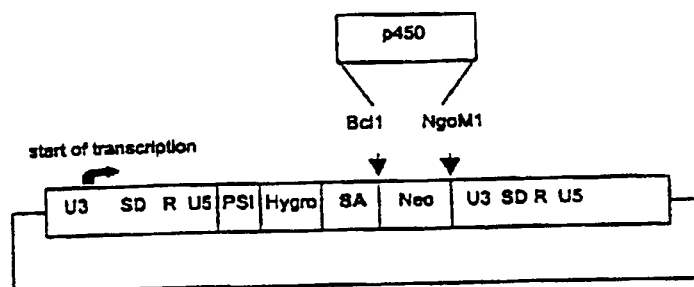 p450
Bcl1 NgoM1
start of transcription
U3 SD R U5 PSI Hygro SA Neo U3 SD R U5